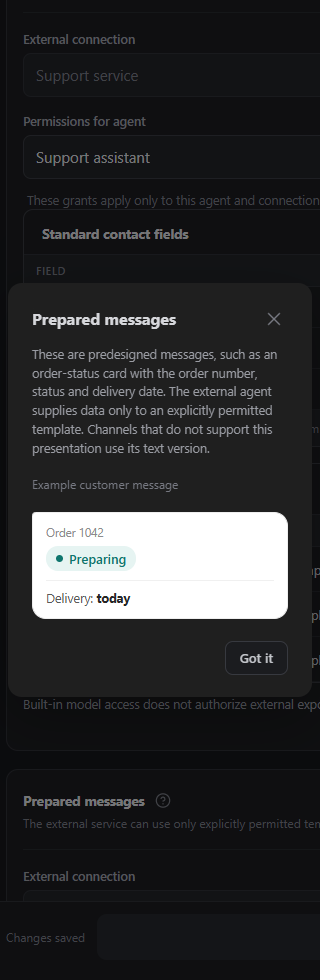 External connection
Support service
Permissions for agent
Support assistant
These grants apply only to this agent and connection
Standard contact fields
FIELD
Prepared messages
These are predesigned messages, such as an
order-status card with the order number,
status and delivery date. The external agent
supplies data only to an explicitly permitted
template. Channels that do not support this
presentation use its text version.
Example customer message
Order 1042
Preparing
Delivery: today
Got it
Built-in model access does not authorize external
Prepared messages
The external service can use only explicitly permitted
External connection
Changes saved